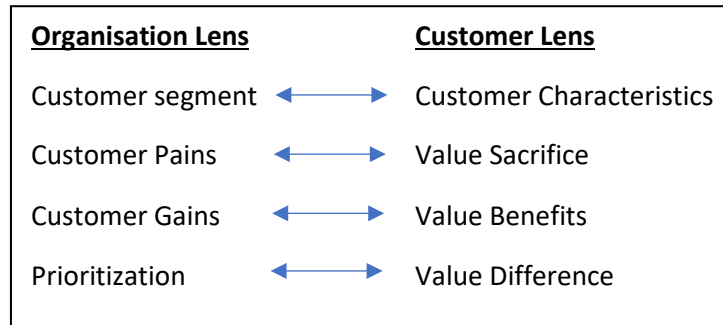 Organisation Lens Customer Lens
Customer segment Customer Characteristics
Customer Pains Value Sacrifice
Customer Gains Value Benefits
Prioritization Value Difference